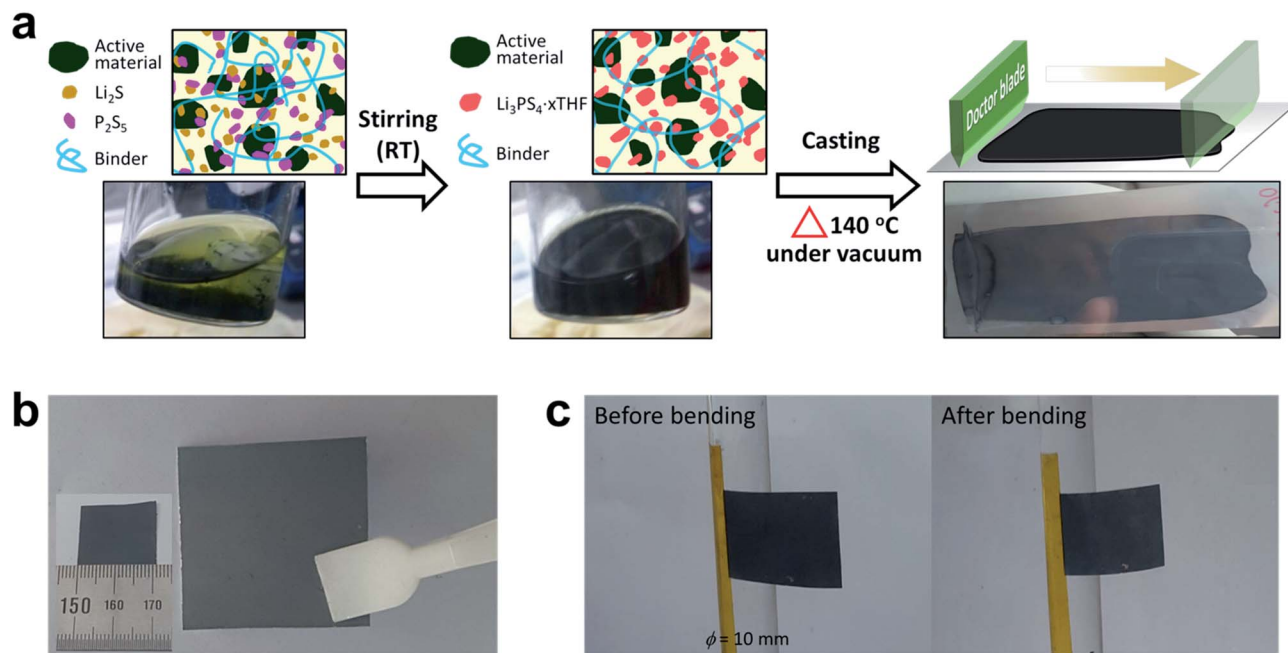 a
Active
material
Li₂S
P₂S₅
Binder
Stirring
(RT)
Active
material
Li₃PS₄·xTHF
Binder
Casting
140 °C
under vacuum
Doctor blade
b
150 160 170
c
Before bending
After bending
ϕ = 10 mm